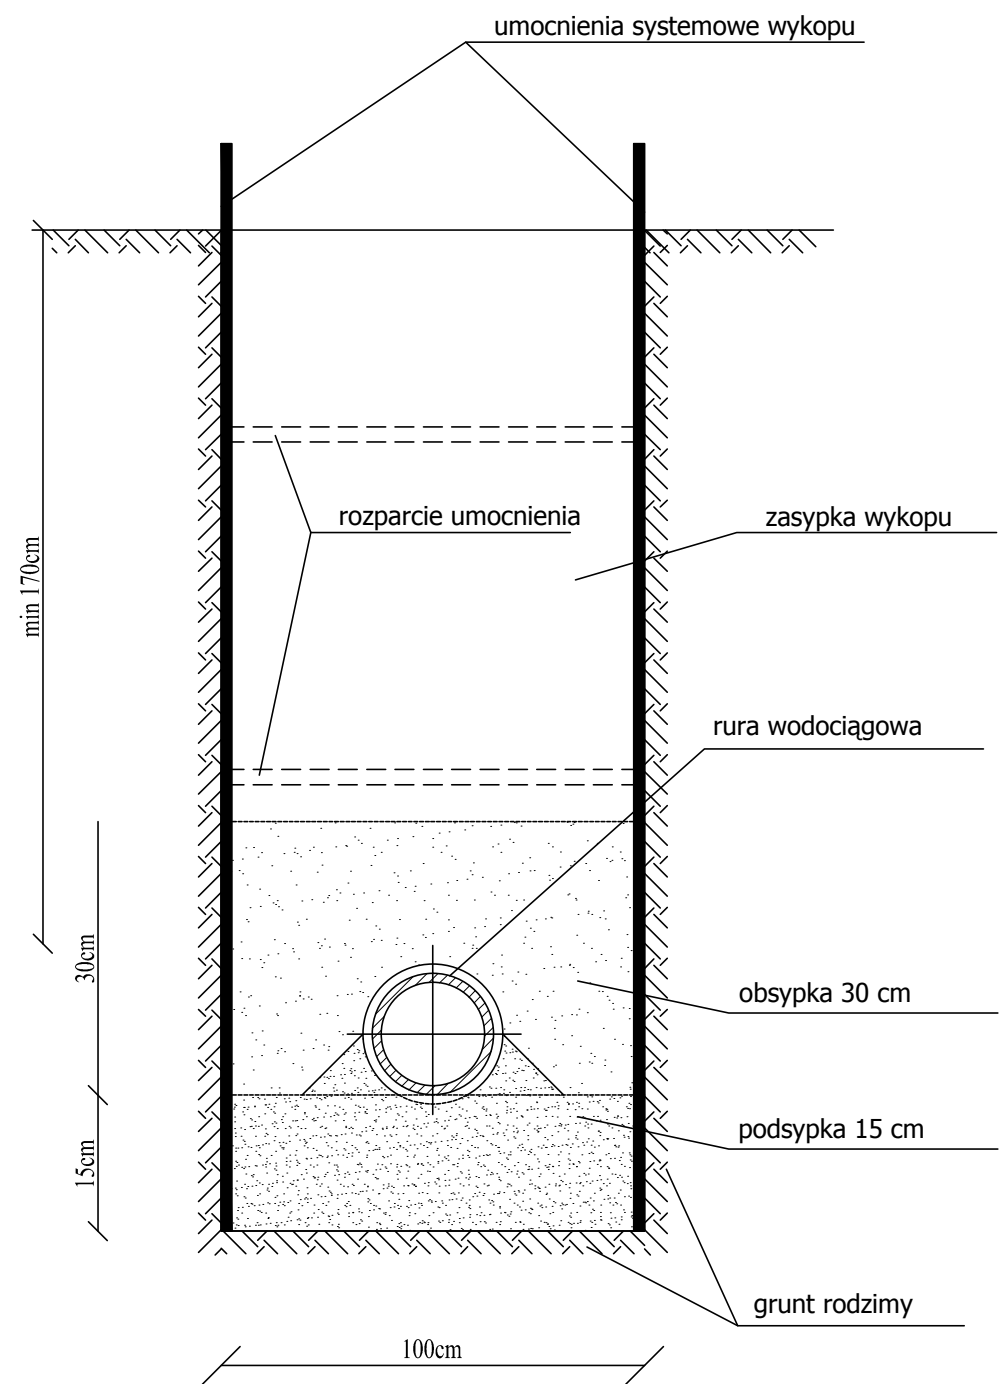 umocnienia systemowe wykopu
rozparcie umocnienia
zasypka wykopu
min 170cm
rura wodociągowa
30cm
obsypka 30 cm
podsypka 15 cm
15cm
grunt rodzimy
100cm